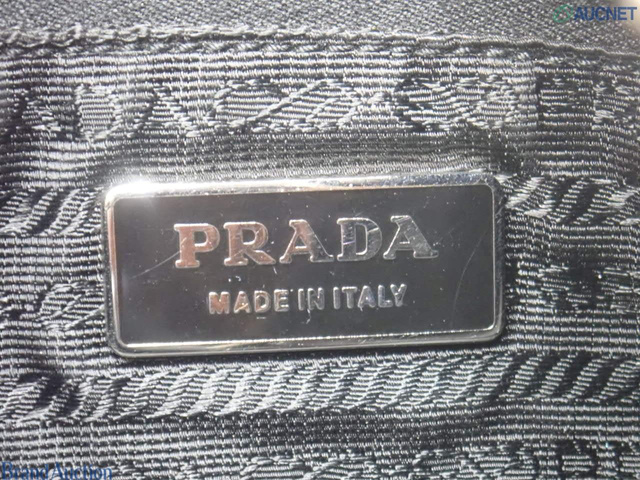 AUCNET
PRADA
MADE IN ITALY
Brand Auction